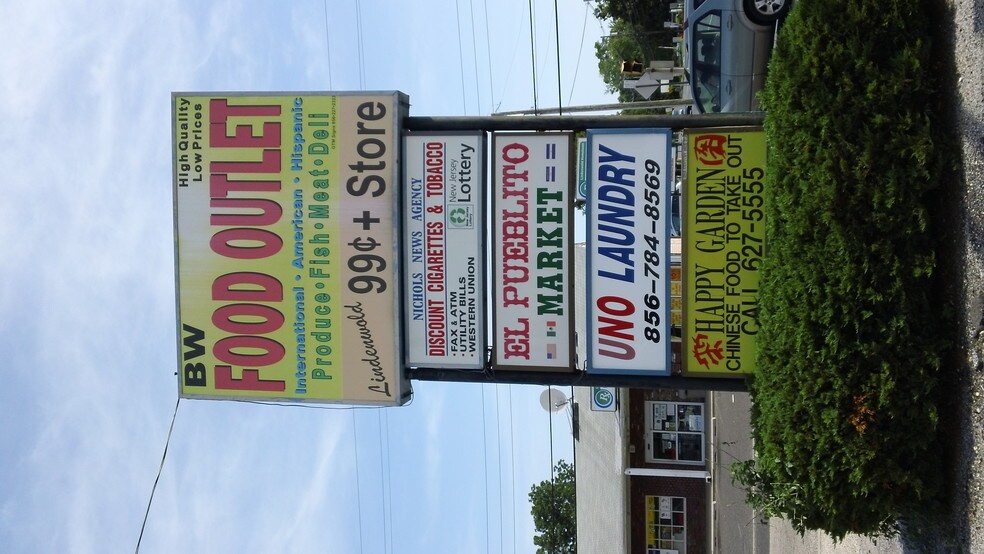 BW
High Quality
Low Prices
FOOD OUTLET
International • American • Hispanic
Produce • Fish • Meat • Deli
Lindenwold 99¢ + Store
NICHOLS NEWS AGENCY
DISCOUNT CIGARETTES & TOBACCO
• FAX & ATM
• UTILITY BILLS
• WESTERN UNION
New Jersey
Lottery
EL PUEBLITO
MARKET
UNO LAUNDRY
856-784-8569
HAPPY GARDEN
CHINESE FOOD TO TAKE OUT
CALL 627-5555